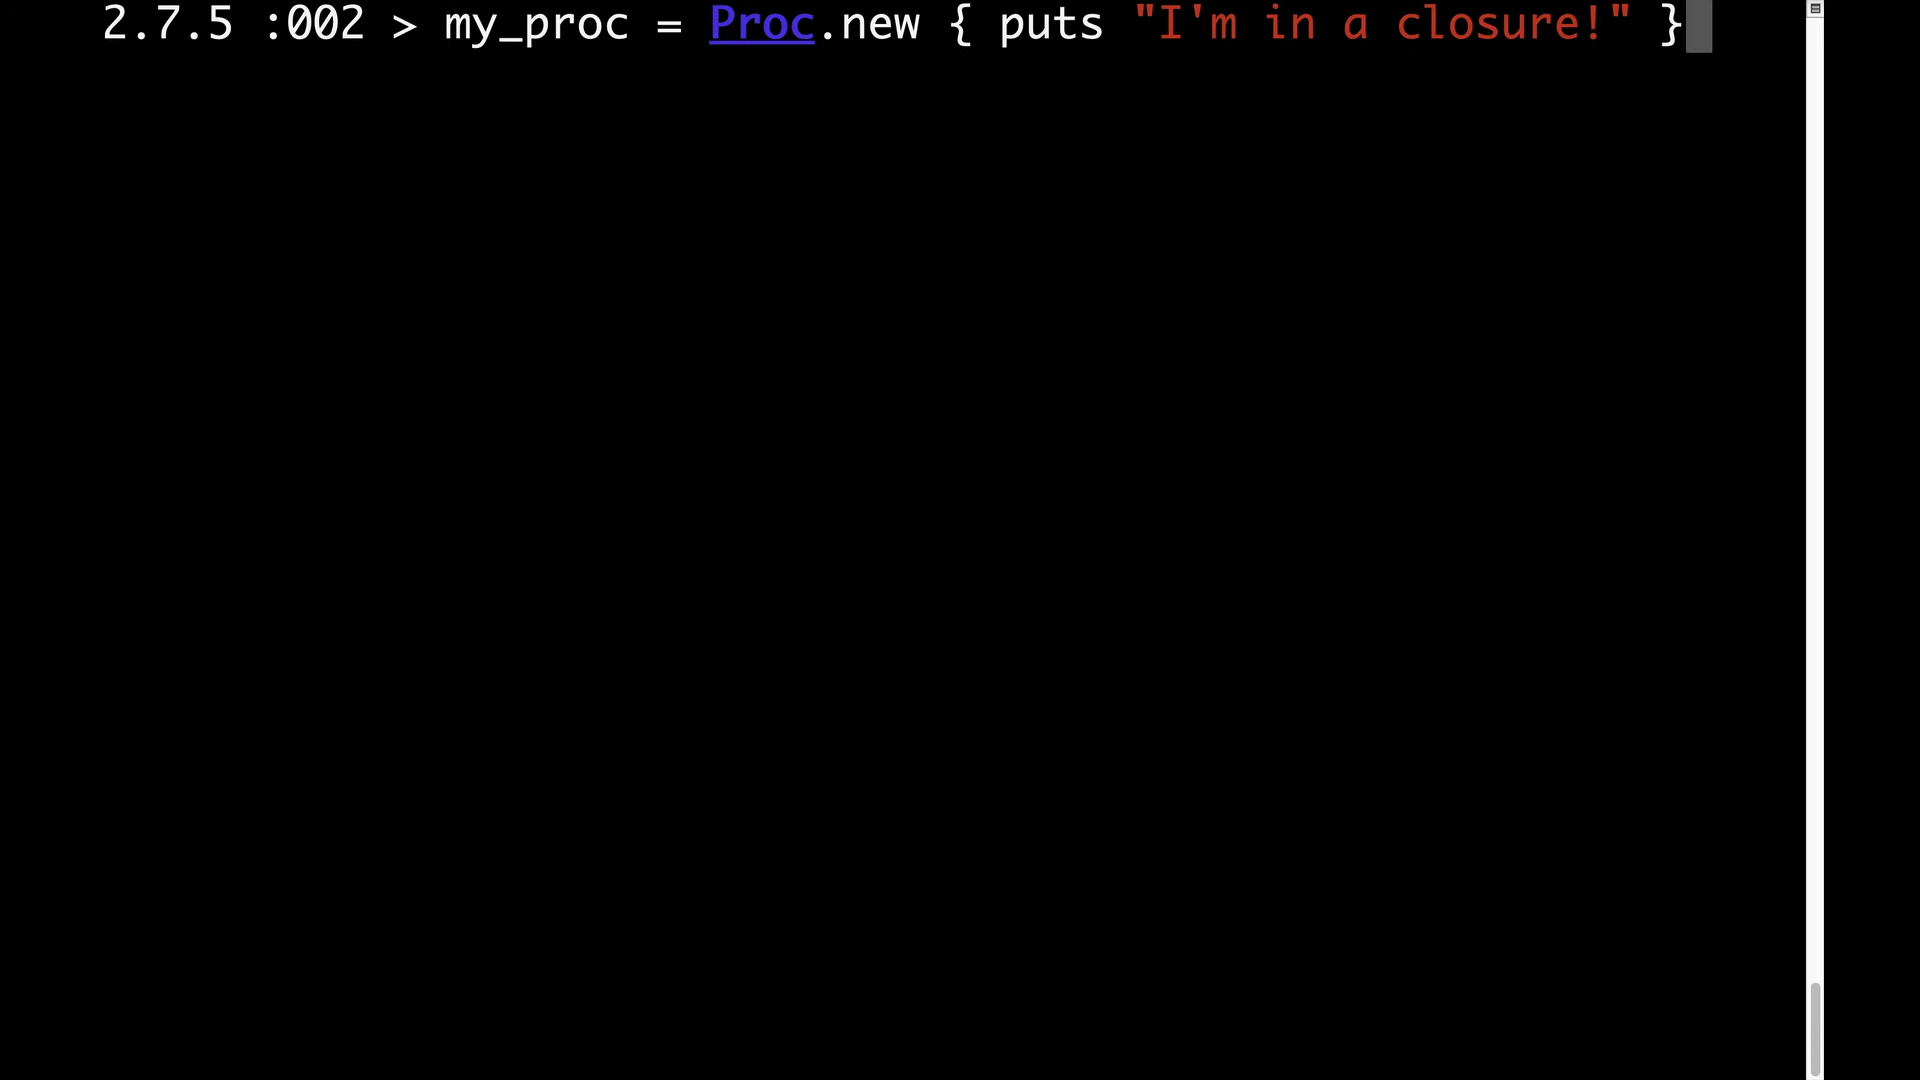 2.7.5 :002 > my_proc = Proc.new { puts "I'm in a closure!" }